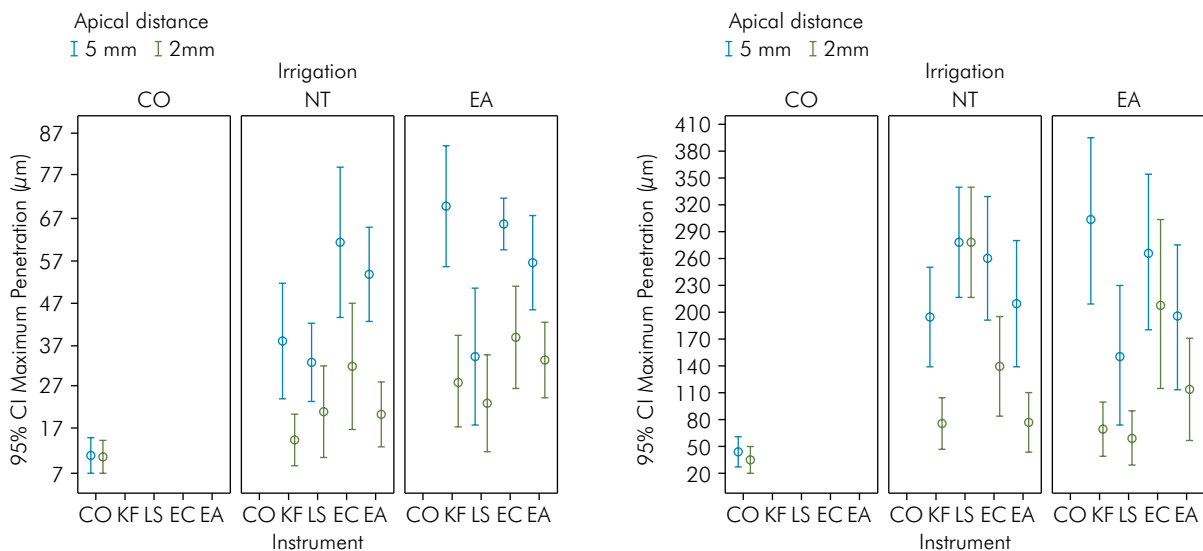 Apical distance
5 mm 2mm
Irrigation
CO NT EA
95% CI Maximum Penetration (µm)
87
77
67
57
47
37
27
17
7
CO KF LS EC EA CO KF LS EC EA CO KF LS EC EA
Instrument
Apical distance
5 mm 2mm
Irrigation
CO NT EA
95% CI Maximum Penetration (µm)
410
380
350
320
290
260
230
200
170
140
110
80
50
20
CO KF LS EC EA CO KF LS EC EA CO KF LS EC EA
Instrument